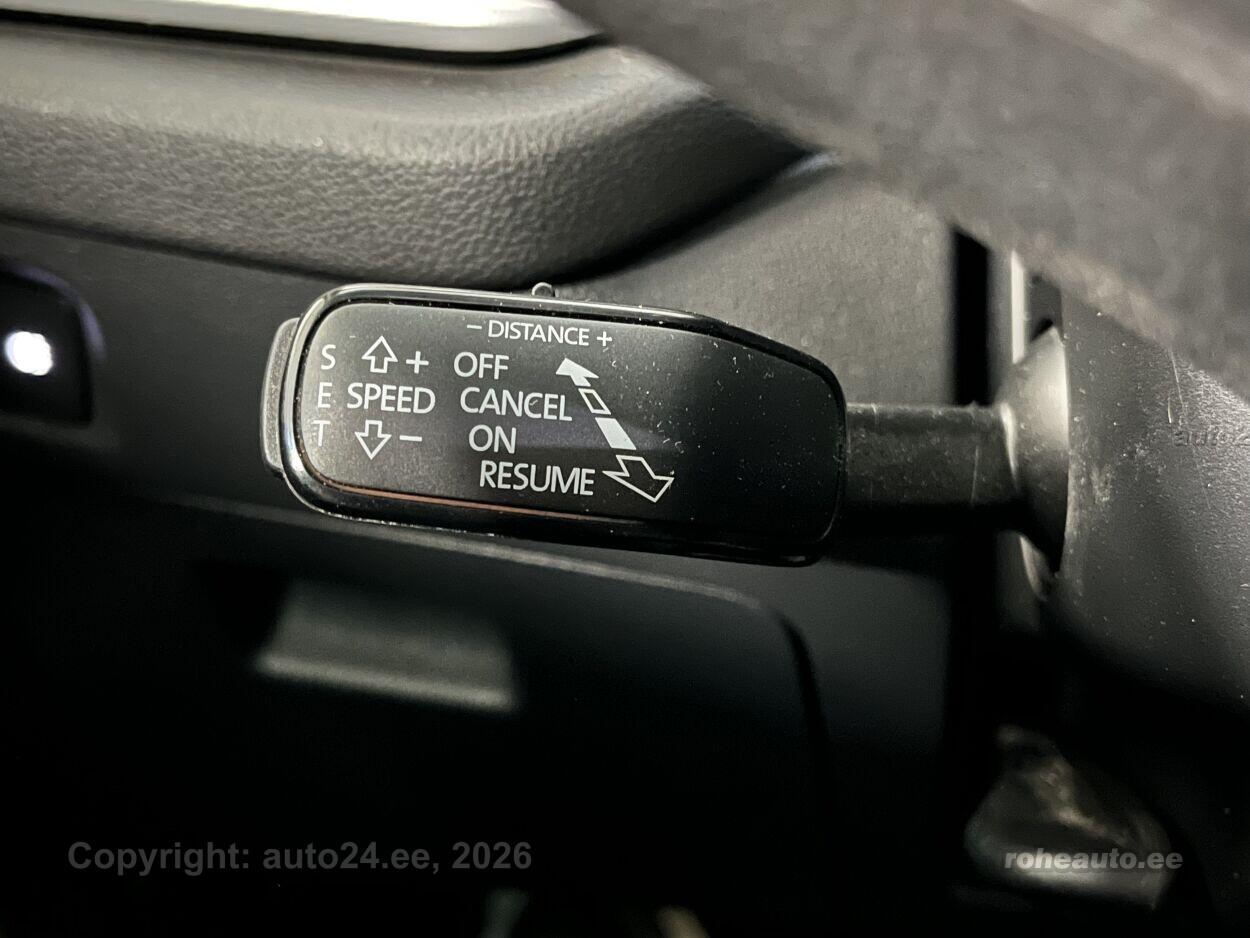 − DISTANCE +
S + OFF
E SPEED CANCEL
T − ON
RESUME
Copyright: auto24.ee, 2026
roheauto.ee